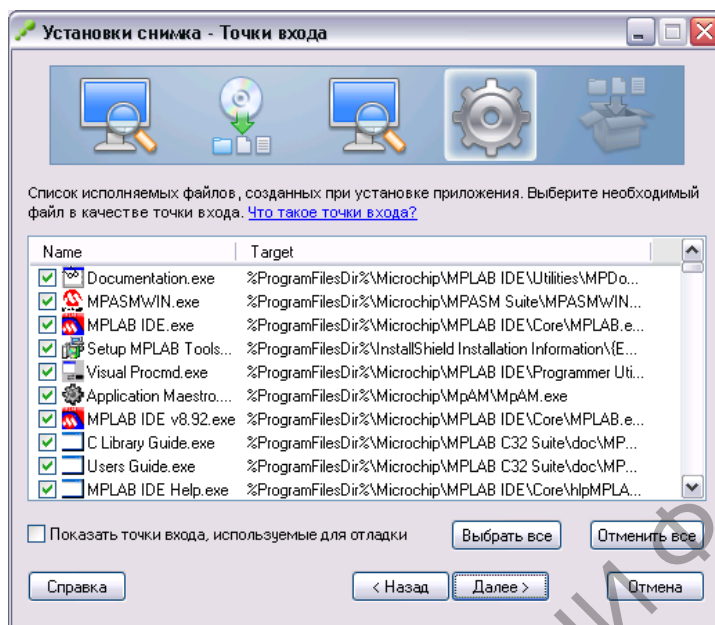 Установки снимка - Точки входа
Список исполняемых файлов, созданных при установке приложения. Выберите необходимый
файл в качестве точки входа. Что такое точки входа?
Name Target
Documentation.exe %ProgramFilesDir%\Microchip\MPLAB IDE\Utilities\MPDo...
MPASMWIN.exe %ProgramFilesDir%\Microchip\MPASM Suite\MPASMWIN...
MPLAB IDE.exe %ProgramFilesDir%\Microchip\MPLAB IDE\Core\MPLAB.e...
Setup MPLAB Tools... %ProgramFilesDir%\InstallShield Installation Information\{E...
Visual Procmd.exe %ProgramFilesDir%\Microchip\MPLAB IDE\Programmer Uti...
Application Maestro.... %ProgramFilesDir%\Microchip\MpAM\MpAM.exe
MPLAB IDE v8.92.exe %ProgramFilesDir%\Microchip\MPLAB IDE\Core\MPLAB.e...
C Library Guide.exe %ProgramFilesDir%\Microchip\MPLAB C32 Suite\doc\MP...
Users Guide.exe %ProgramFilesDir%\Microchip\MPLAB C32 Suite\doc\MP...
MPLAB IDE Help.exe %ProgramFilesDir%\Microchip\MPLAB IDE\Core\hlpMPLA...
Показать точки входа, используемые для отладки Выбрать все Отменить все
Справка < Назад Далее > Отмена